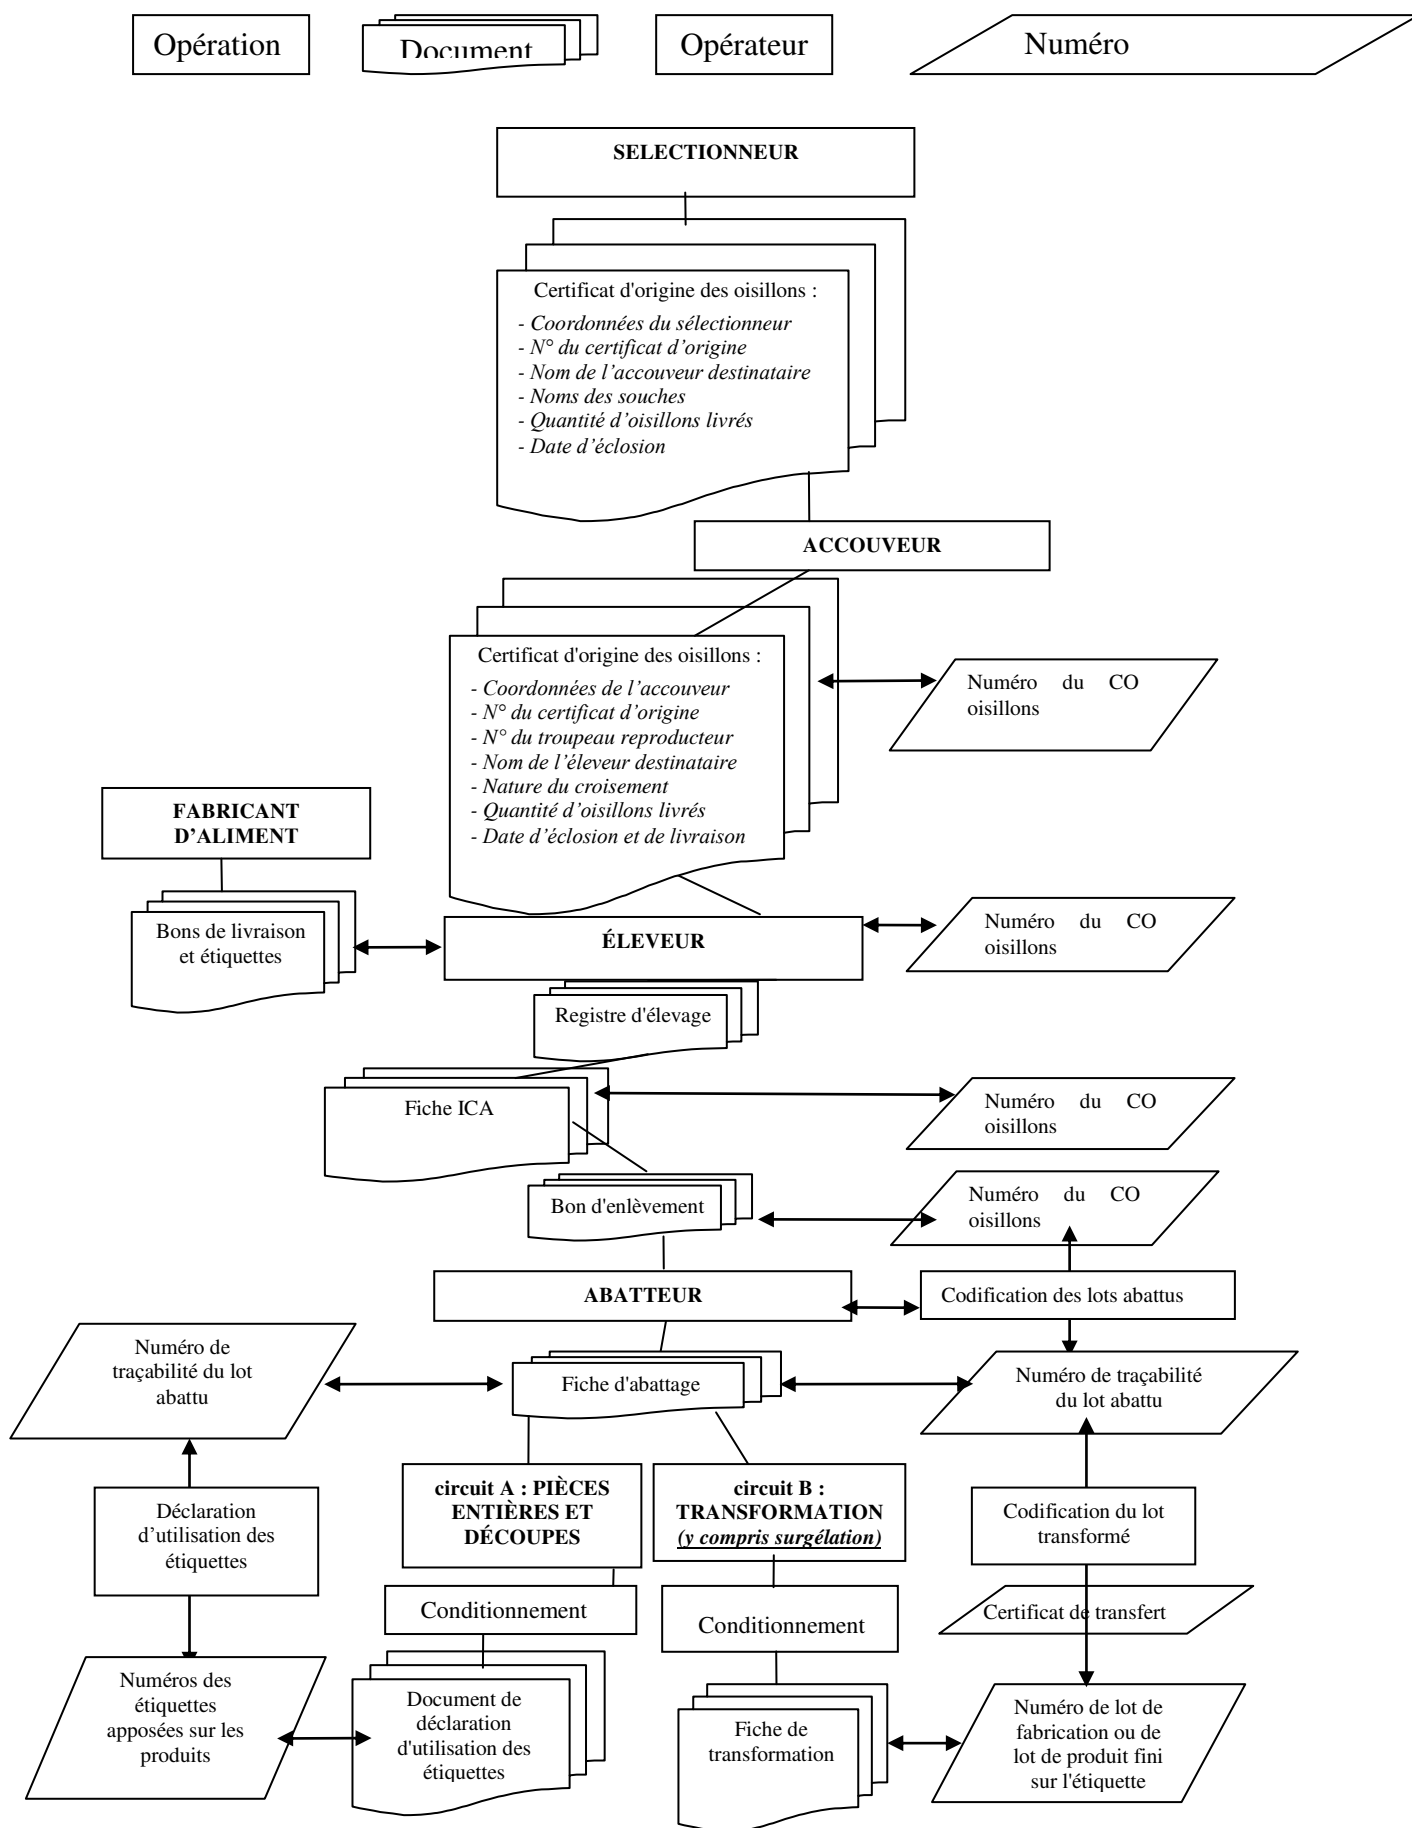 Opération
Document
Opérateur
Numéro
SELECTIONNEUR
Certificat d'origine des oisillons :
- Coordonnées du sélectionneur
- N° du certificat d’origine
- Nom de l’accouveur destinataire
- Noms des souches
- Quantité d’oisillons livrés
- Date d’éclosion
ACCOUVEUR
Certificat d'origine des oisillons :
- Coordonnées de l’accouveur
- N° du certificat d’origine
- N° du troupeau reproducteur
- Nom de l’éleveur destinataire
- Nature du croisement
- Quantité d’oisillons livrés
- Date d’éclosion et de livraison
Numéro du CO
oisillons
FABRICANT
D’ALIMENT
Bons de livraison
et étiquettes
ÉLEVEUR
Numéro du CO
oisillons
Registre d'élevage
Fiche ICA
Numéro du CO
oisillons
Bon d'enlèvement
Numéro du CO
oisillons
ABATTEUR
Codification des lots abattus
Numéro de
traçabilité du lot
abattu
Fiche d'abattage
Numéro de traçabilité
du lot abattu
Déclaration
d’utilisation des
étiquettes
circuit A : PIÈCES
ENTIÈRES ET
DÉCOUPES
circuit B :
TRANSFORMATION
(y compris surgélation)
Codification du lot
transformé
Conditionnement
Conditionnement
Certificat de transfert
Numéros des
étiquettes
apposées sur les
produits
Document de
déclaration
d'utilisation des
étiquettes
Fiche de
transformation
Numéro de lot de
fabrication ou de
lot de produit fini
sur l'étiquette